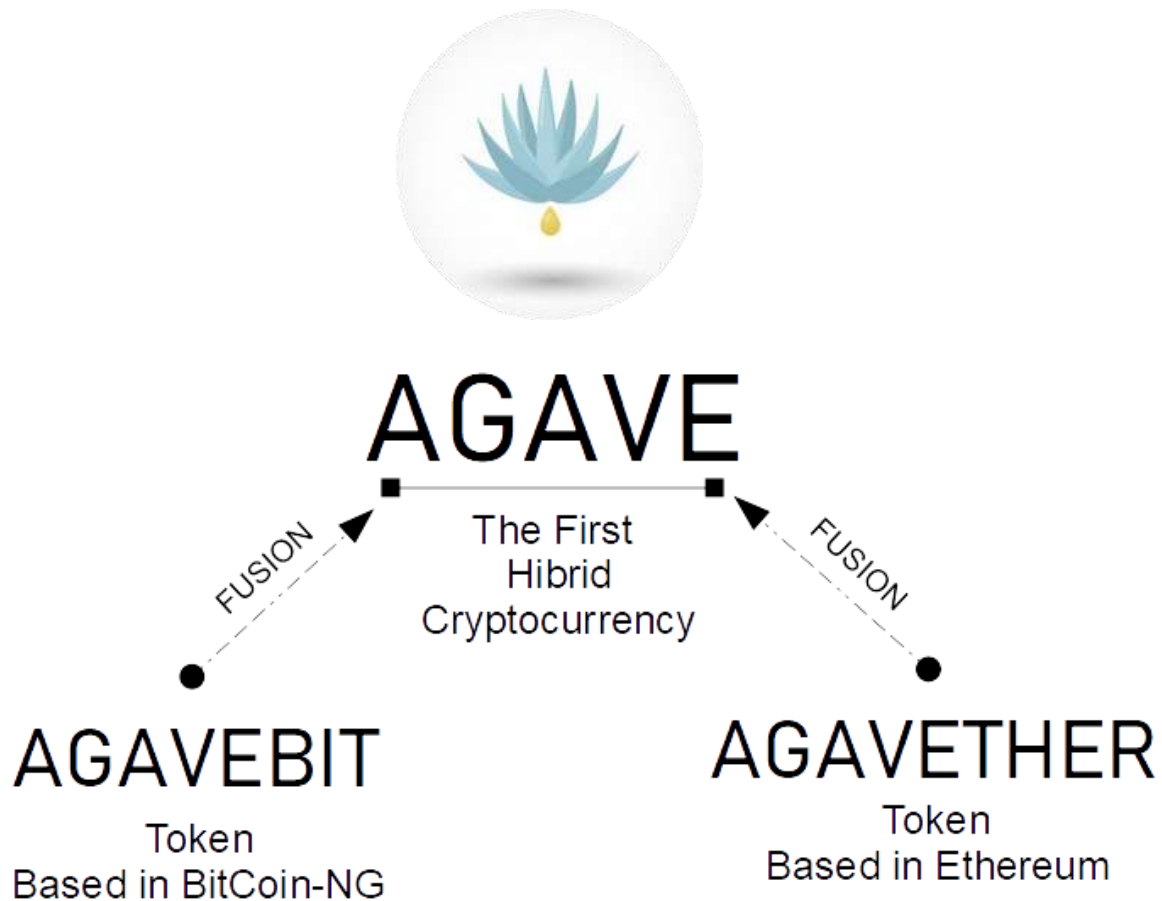 AGAVE
The First
Hibrid
Cryptocurrency
FUSION
FUSION
AGAVEBIT
Token
Based in BitCoin-NG
AGAVETHER
Token
Based in Ethereum